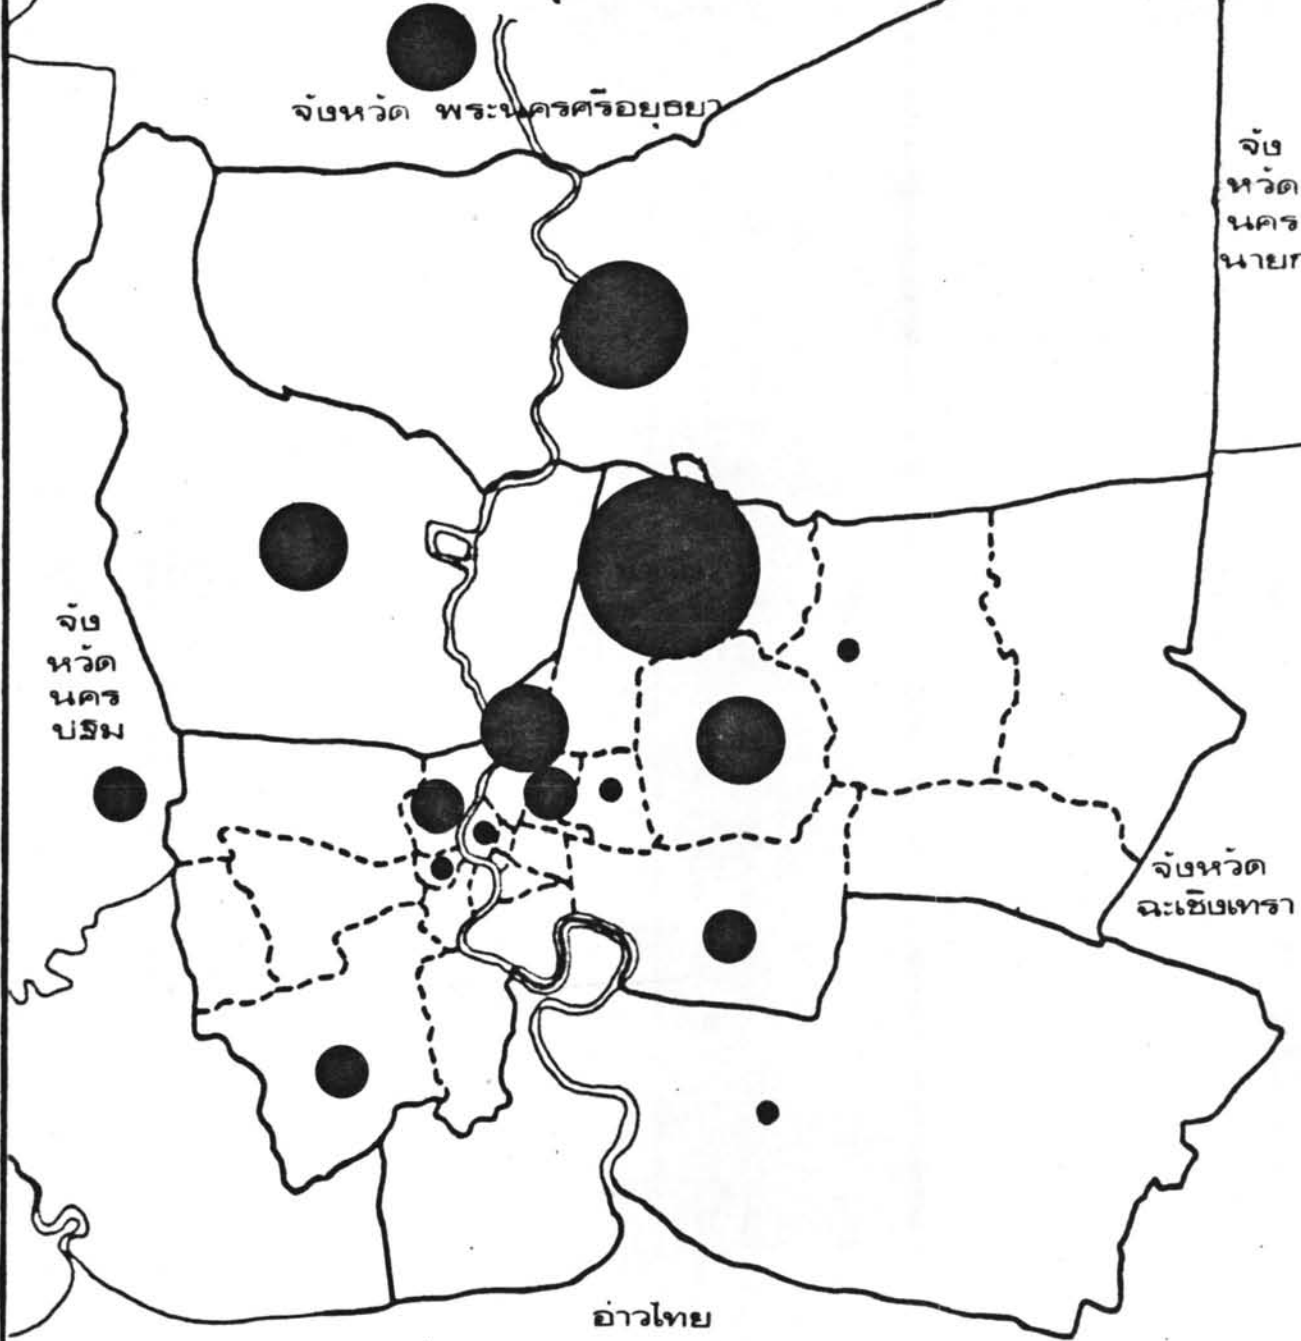 จังหวัด พระนครศรีอยุธยา
จัง
หวัด
นคร
นายก
จัง
หวัด
นคร
ปฐม
จังหวัด
ฉะเชิงเทรา
อ่าวไทย